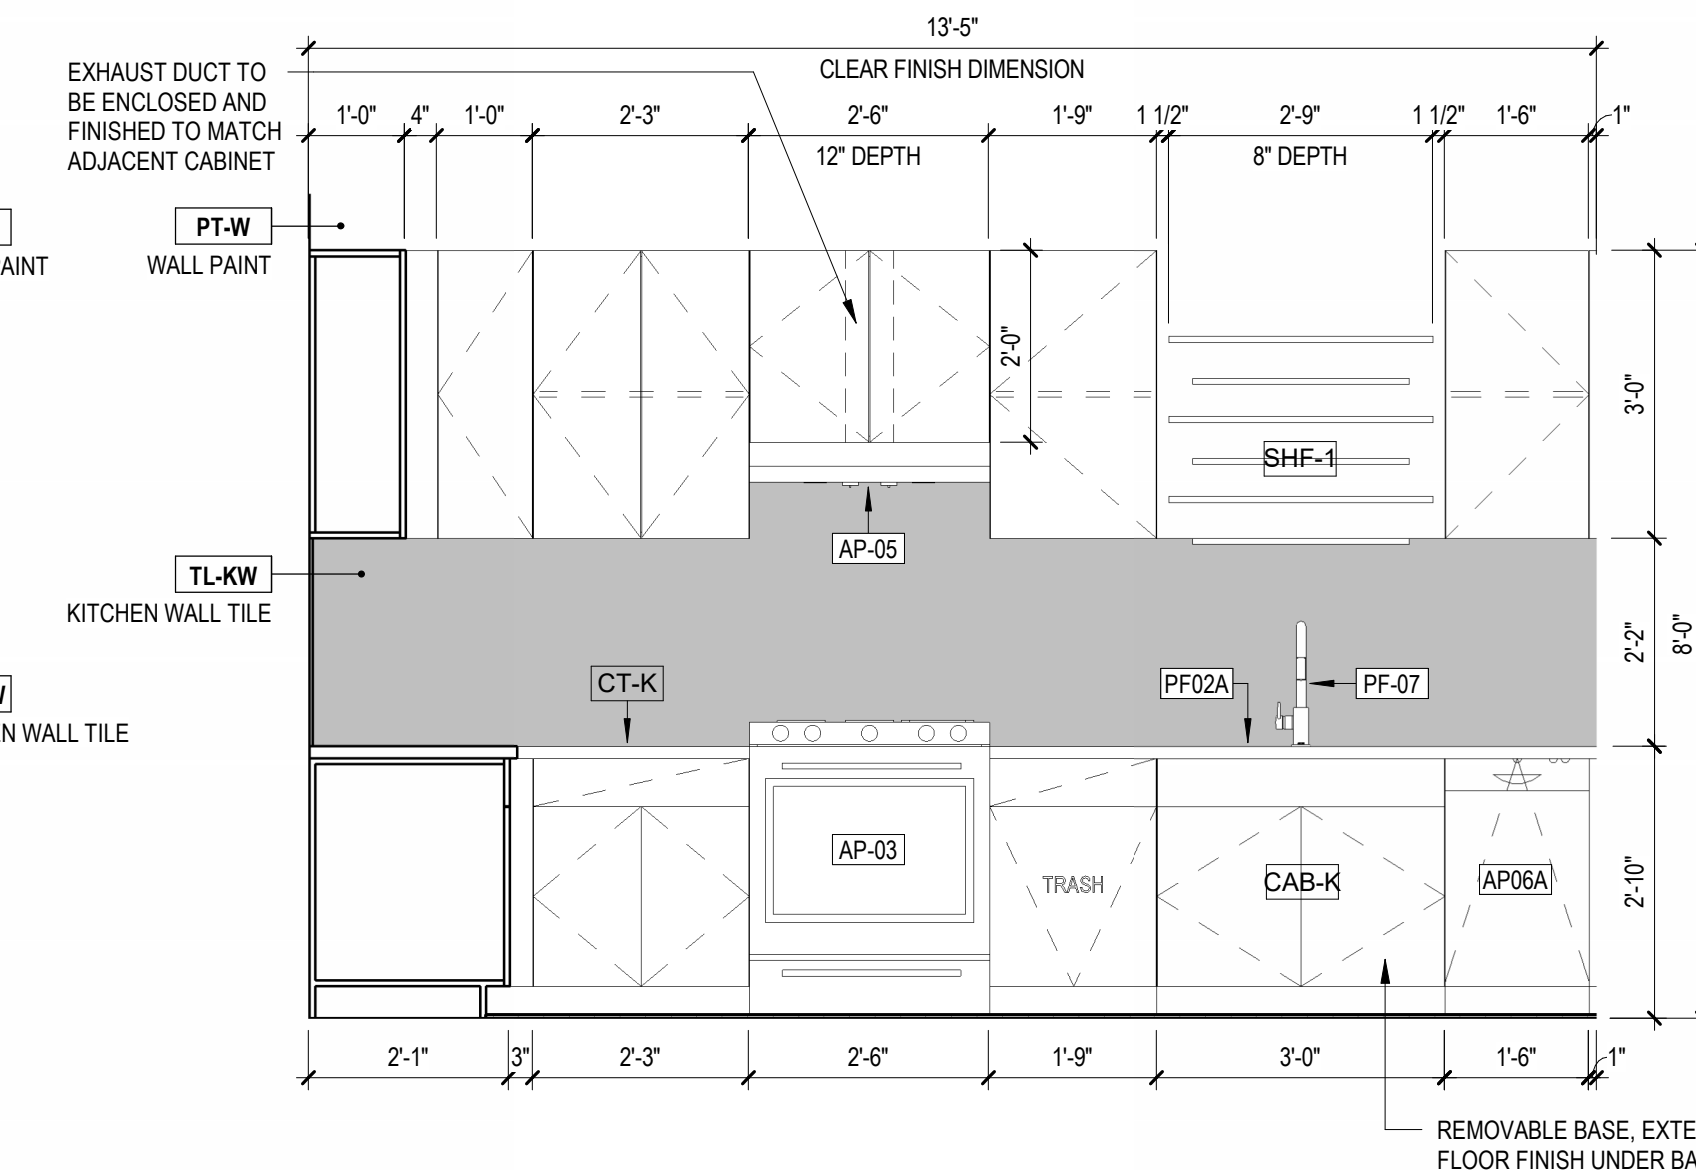 13'-5"
CLEAR FINISH DIMENSION
EXHAUST DUCT TO
BE ENCLOSED AND
FINISHED TO MATCH
ADJACENT CABINET
1'-0" 4" 1'-0" 2'-3" 2'-6" 1'-9" 1 1/2" 2'-9" 1 1/2" 1'-6" 1"
12" DEPTH 8" DEPTH
PT-W
WALL PAINT
2'-0"
3'-0"
SHF-1
AP-05
TL-KW
KITCHEN WALL TILE
2'-2"
8'-0"
CT-K
PF02A
PF-07
WALL TILE
AP-03
TRASH
CAB-K
AP06A
2'-10"
2'-1" 3" 2'-3" 2'-6" 1'-9" 3'-0" 1'-6" 1"
REMOVABLE BASE,
FLOOR FINISH UNDER